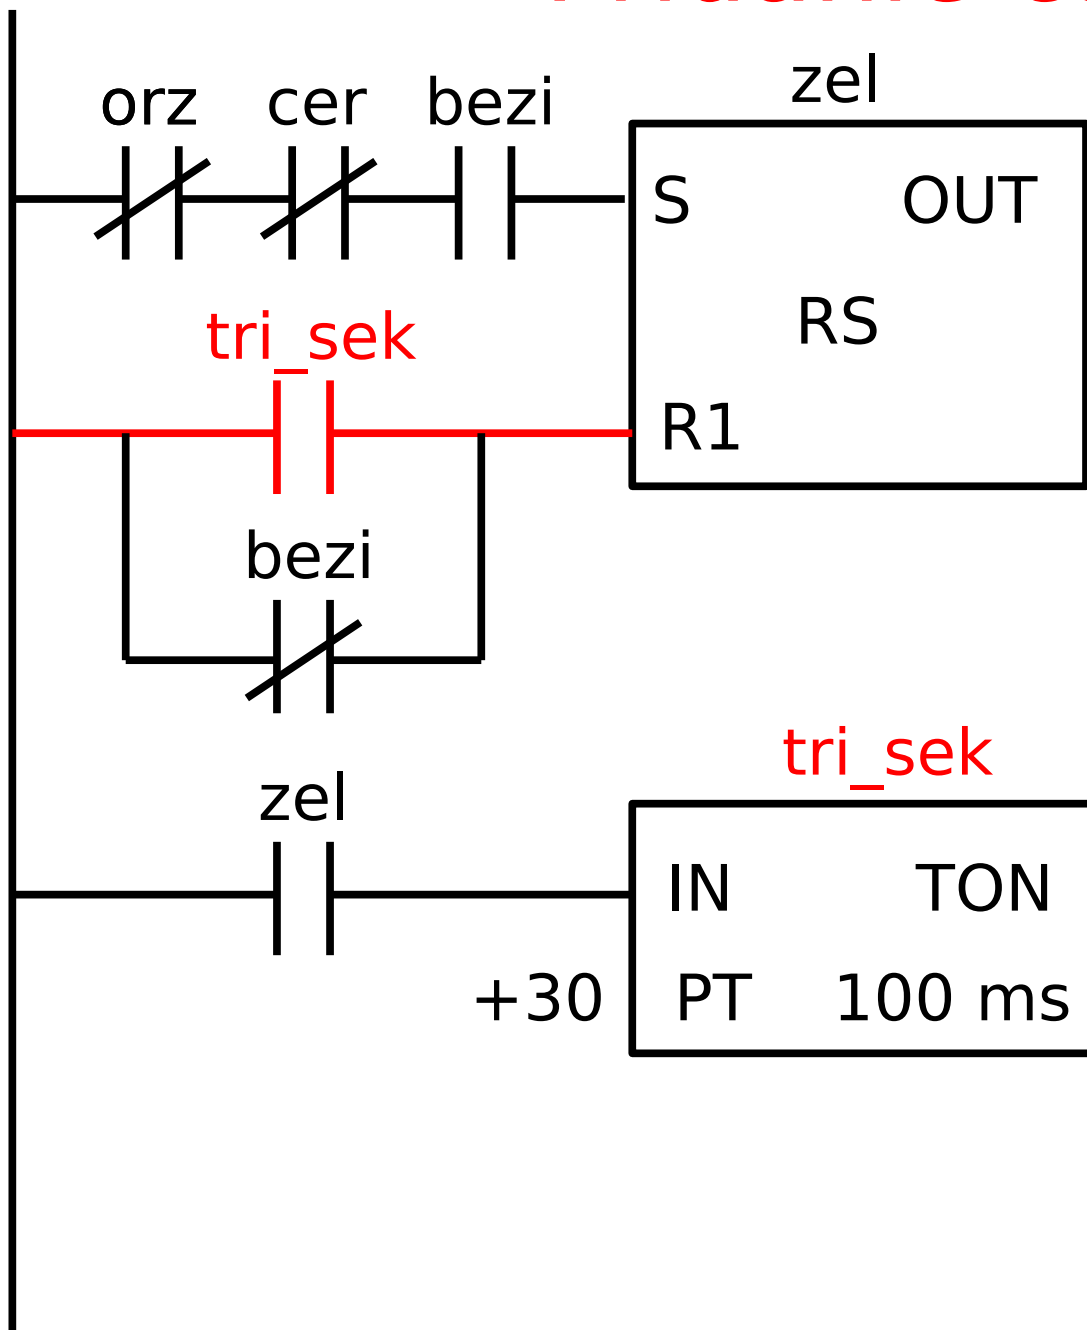 orz cer bezi zel
S OUT
RS
tri_sek
R1
bezi
tri_sek
zel
IN TON
+30 PT 100 ms